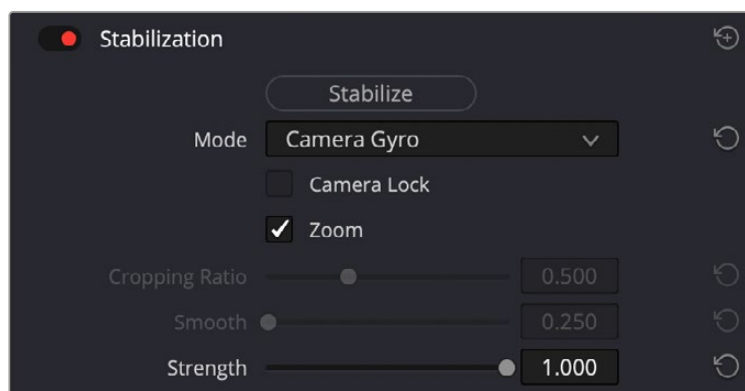 Stabilization
Stabilize
Mode Camera Gyro
Camera Lock
Zoom
Cropping Ratio 0.500
Smooth 0.250
Strength 1.000